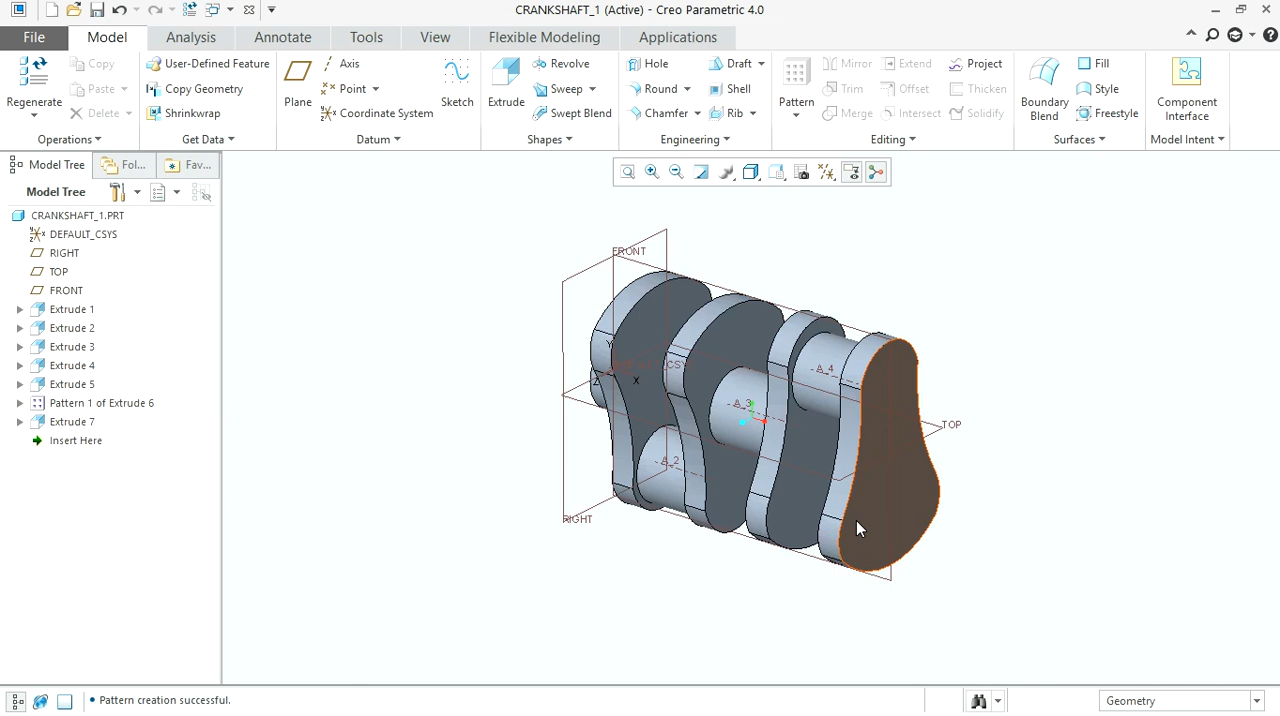 CRANKSHAFT_1 (Active) - Creo Parametric 4.0
File Model Analysis Annotate Tools View Flexible Modeling Applications
Regenerate
Copy
Paste
Delete
Operations
User-Defined Feature
Copy Geometry
Shrinkwrap
Get Data
Plane
Axis
Point
Coordinate System
Sketch
Datum
Extrude
Revolve
Sweep
Swept Blend
Shapes
Hole
Round
Chamfer
Draft
Shell
Rib
Engineering
Pattern
Mirror
Trim
Merge
Extend
Offset
Intersect
Project
Thicken
Solidify
Editing
Boundary
Blend
Fill
Style
Freestyle
Surfaces
Component
Interface
Model Intent
Model Tree
Fol...
Fav...
Model Tree
CRANKSHAFT_1.PRT
DEFAULT_CSYS
RIGHT
TOP
FRONT
Extrude 1
Extrude 2
Extrude 3
Extrude 4
Extrude 5
Pattern 1 of Extrude 6
Extrude 7
Insert Here
FRONT
Y
Z
X
A_4
A_3
A_2
TOP
RIGHT
Pattern creation successful.
Geometry